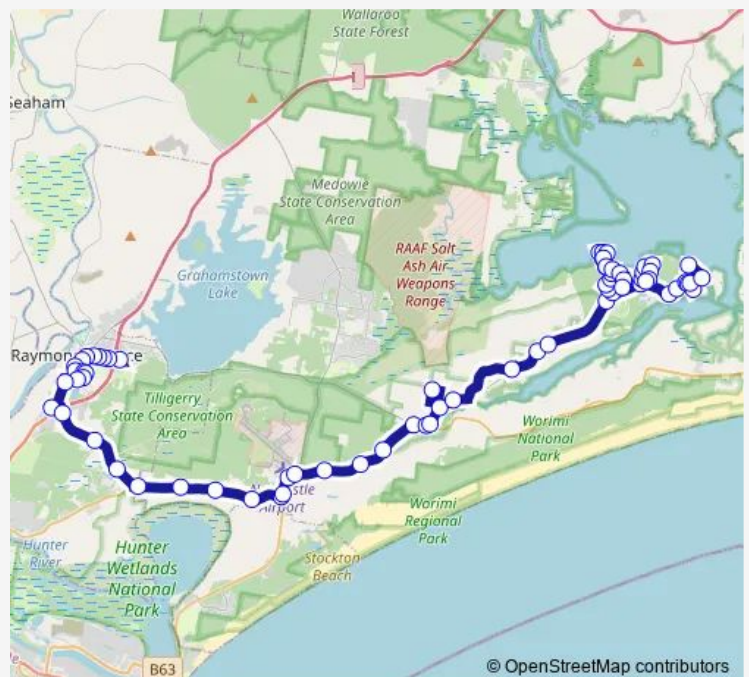 Wallaroo
State Forest
Seaham
Medowie
State Conservation
Area
RAAF Salt
Ash Air
Weapons
Range
Grahamstown
Lake
Raymon
ce
Tilligerry
State Conservation
Area
Worimi
National
Park
Airport
Worimi
Regional
Park
Hunter
River
Hunter
Wetlands
National
Park
Stockton
Beach
B63
© OpenStreetMap contributors